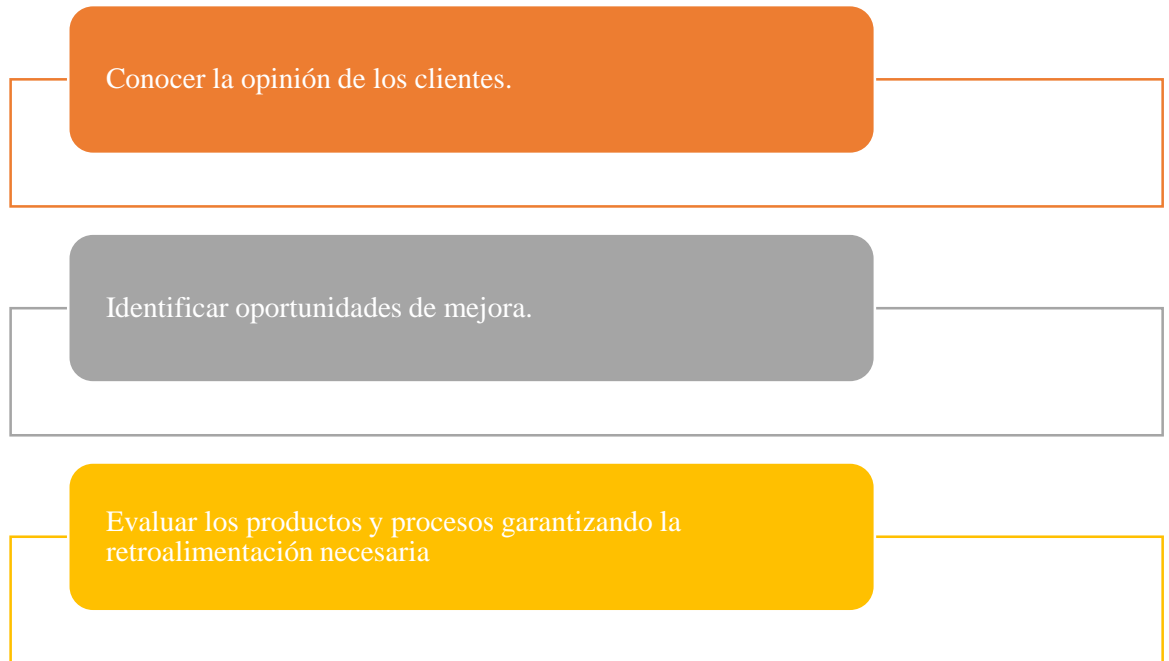 Conocer la opinión de los clientes.
Identificar oportunidades de mejora.
Evaluar los productos y procesos garantizando la
retroalimentación necesaria